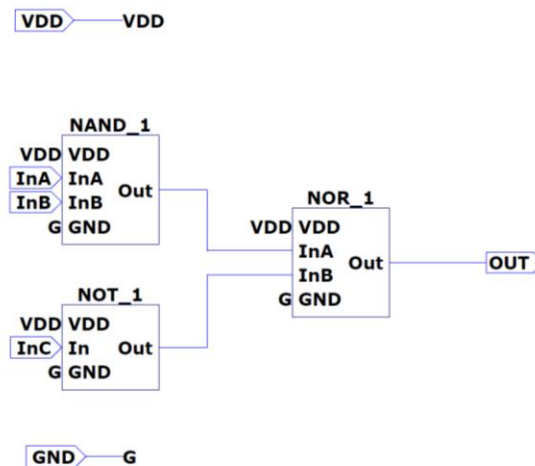 VDD VDD
NAND_1
VDD VDD
InA InA
InB InB
Out
G GND
NOR_1
VDD VDD
InA
InB
Out
G GND
OUT
NOT_1
VDD VDD
InC In Out
G GND
GND G